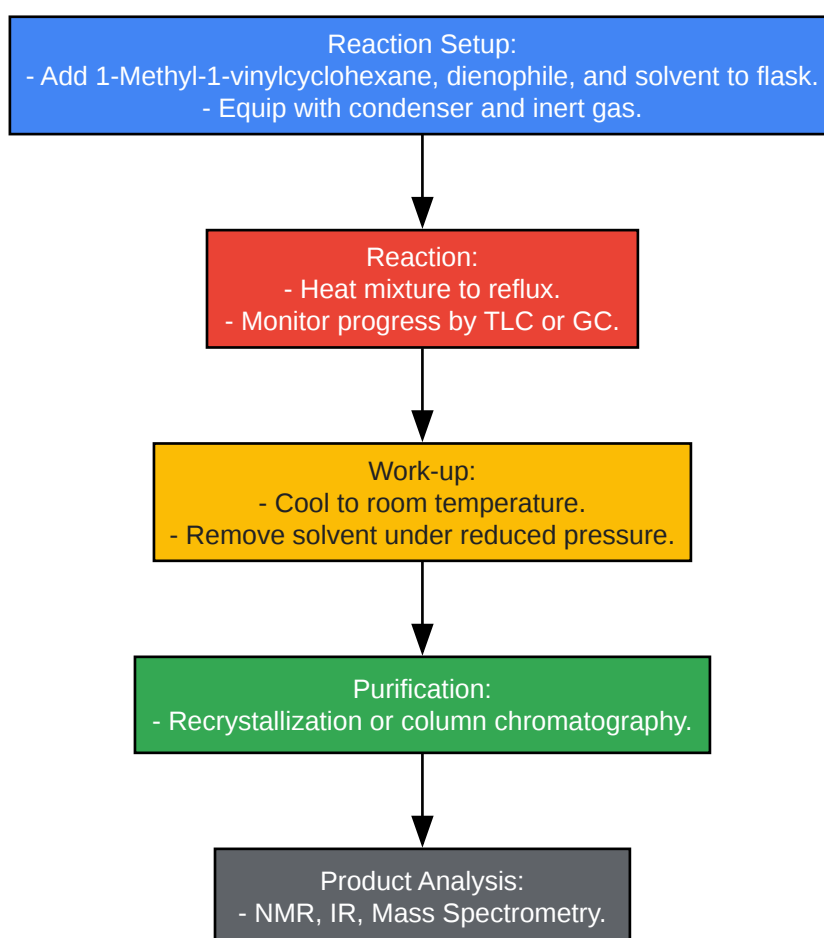 Reaction Setup:
- Add 1-Methyl-1-vinylcyclohexane, dienophile, and solvent to flask.
- Equip with condenser and inert gas.
Reaction:
- Heat mixture to reflux.
- Monitor progress by TLC or GC.
Work-up:
- Cool to room temperature.
- Remove solvent under reduced pressure.
Purification:
- Recrystallization or column chromatography.
Product Analysis:
- NMR, IR, Mass Spectrometry.